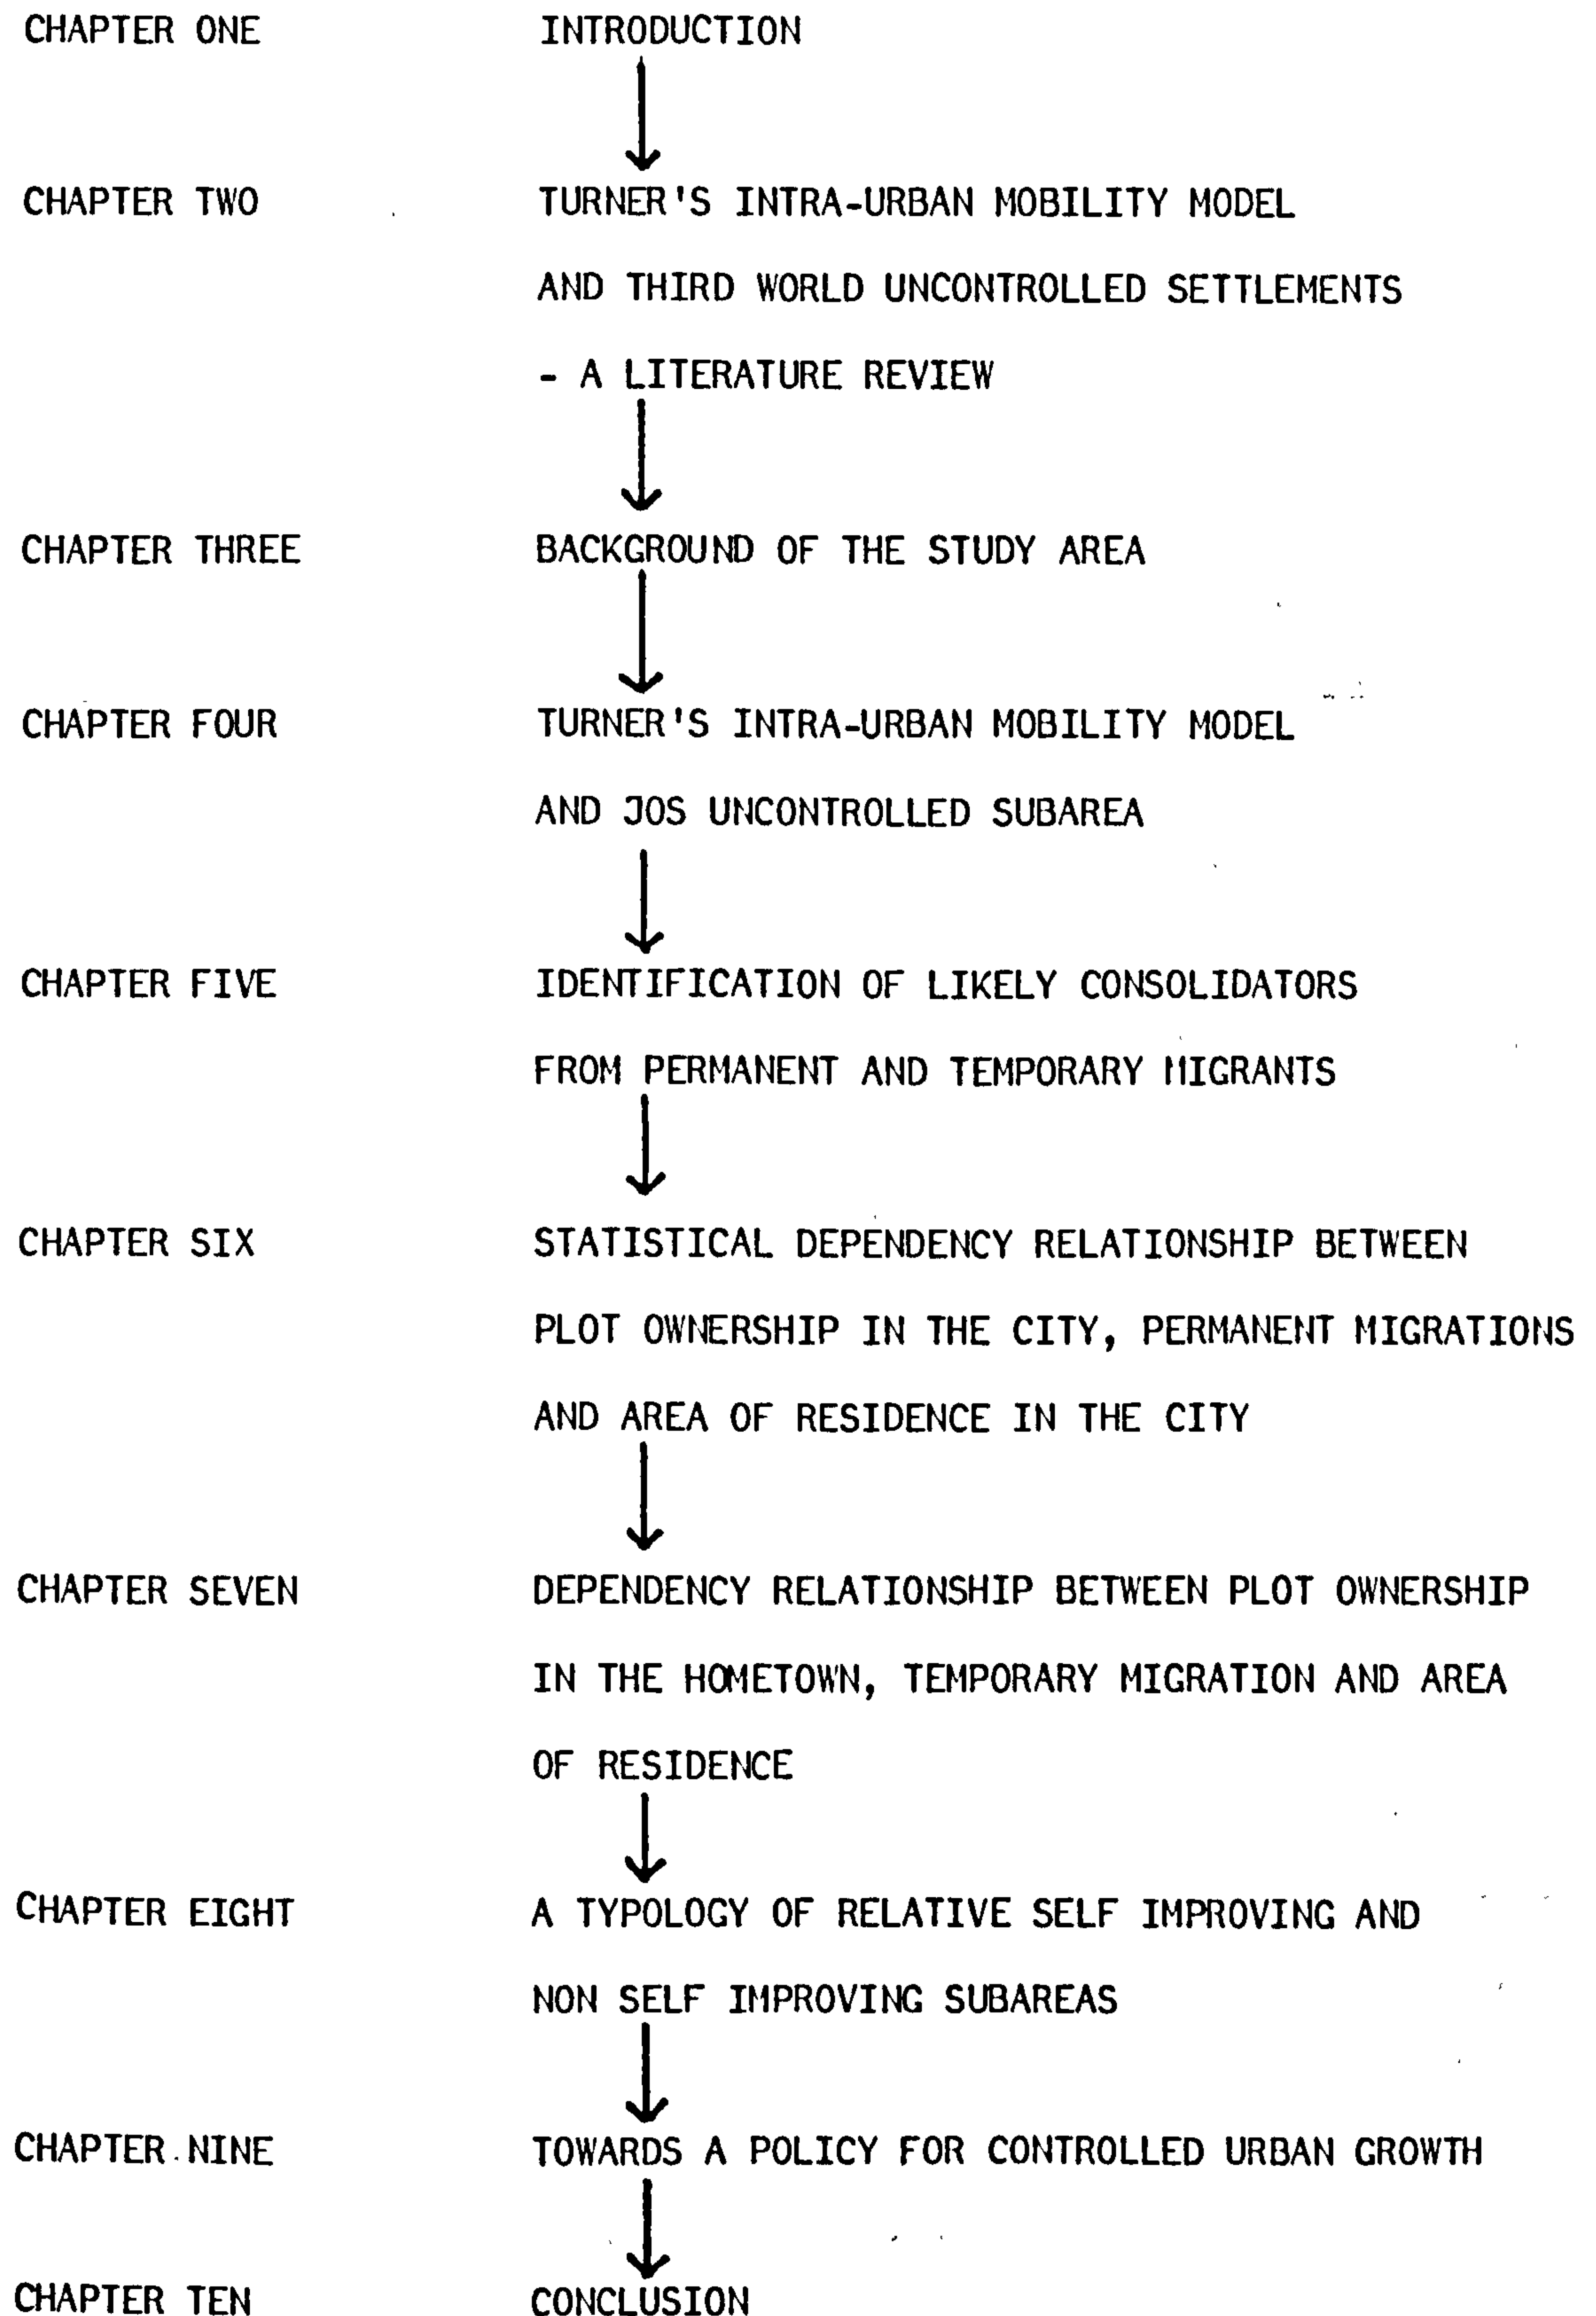 CHAPTER ONE INTRODUCTION
CHAPTER TWO TURNER'S INTRA-URBAN MOBILITY MODEL
AND THIRD WORLD UNCONTROLLED SETTLEMENTS
- A LITERATURE REVIEW
CHAPTER THREE BACKGROUND OF THE STUDY AREA
CHAPTER FOUR TURNER'S INTRA-URBAN MOBILITY MODEL
AND JOS UNCONTROLLED SUBAREA
CHAPTER FIVE IDENTIFICATION OF LIKELY CONSOLIDATORS
FROM PERMANENT AND TEMPORARY MIGRANTS
CHAPTER SIX STATISTICAL DEPENDENCY RELATIONSHIP BETWEEN
PLOT OWNERSHIP IN THE CITY, PERMANENT MIGRATIONS
AND AREA OF RESIDENCE IN THE CITY
CHAPTER SEVEN DEPENDENCY RELATIONSHIP BETWEEN PLOT OWNERSHIP
IN THE HOMETOWN, TEMPORARY MIGRATION AND AREA
OF RESIDENCE
CHAPTER EIGHT A TYPOLOGY OF RELATIVE SELF IMPROVING AND
NON SELF IMPROVING SUBAREAS
CHAPTER NINE TOWARDS A POLICY FOR CONTROLLED URBAN GROWTH
CHAPTER TEN CONCLUSION